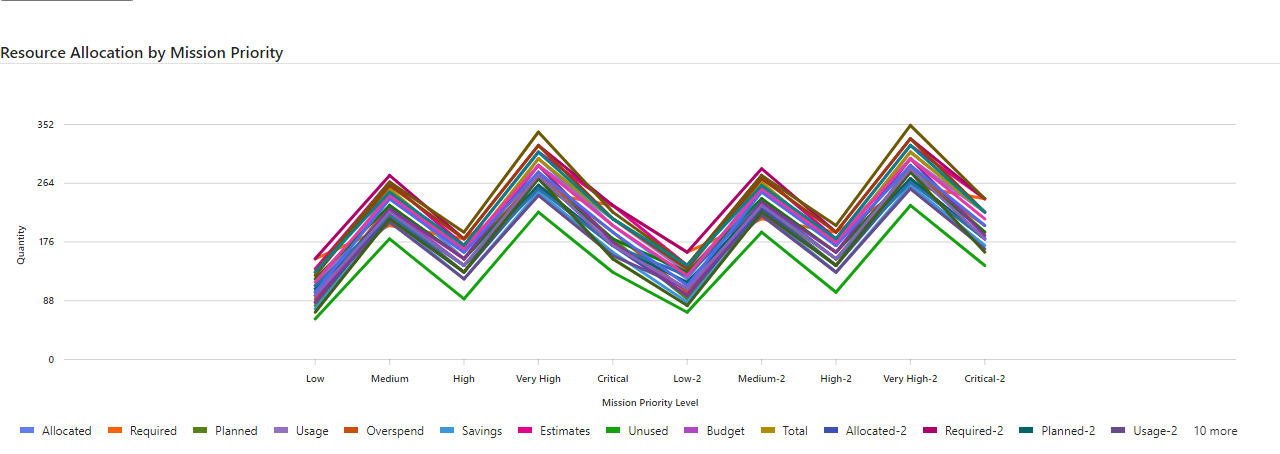 Resource Allocation by Mission Priority
352
264
176
88
0
Quantity
Low Medium High Very High Critical Low-2 Medium-2 High-2 Very High-2 Critical-2
Mission Priority Level
Allocated Required Planned Usage Overspend Savings Estimates Unused Budget Total Allocated-2 Required-2 Planned-2 Usage-2 10 more